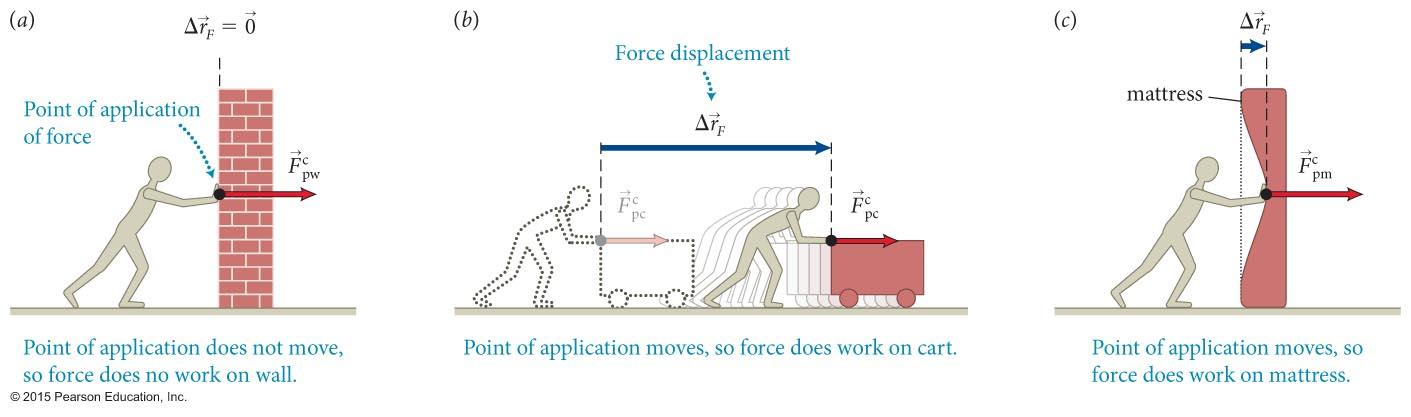 (a)
Δr⃗_F = 0⃗
Point of application
of force
F⃗^c_pw
Point of application does not move,
so force does no work on wall.
© 2015 Pearson Education, Inc.
(b)
Force displacement
Δr⃗_F
F⃗^c_pc
F⃗^c_pc
Point of application moves, so force does work on cart.
(c)
Δr⃗_F
mattress
F⃗^c_pm
Point of application moves, so
force does work on mattress.